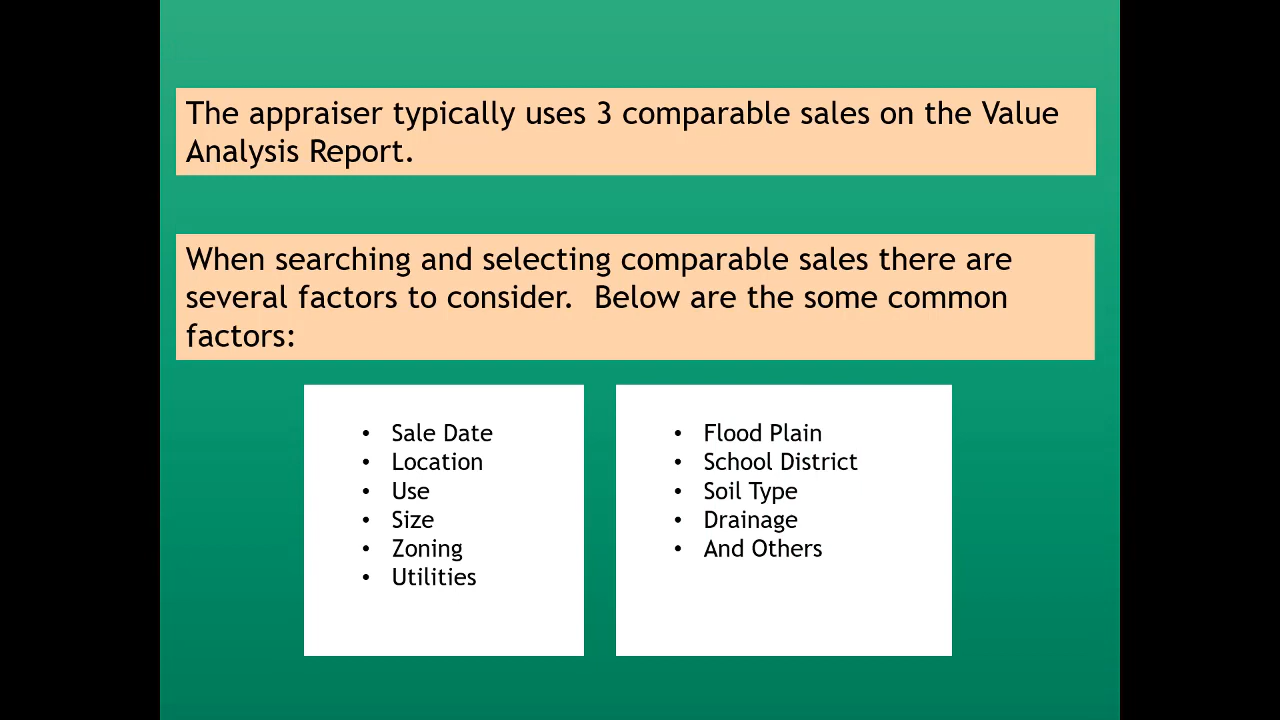 The appraiser typically uses 3 comparable sales on the Value
Analysis Report.
When searching and selecting comparable sales there are
several factors to consider.  Below are the some common
factors:
• Sale Date
• Location
• Use
• Size
• Zoning
• Utilities
• Flood Plain
• School District
• Soil Type
• Drainage
• And Others